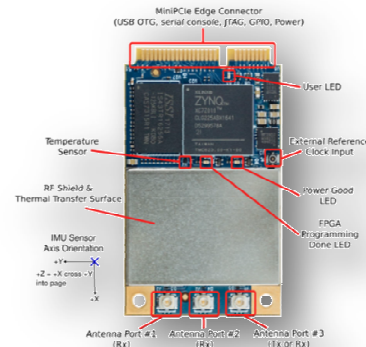 MiniPCIe Edge Connector
(USB OTG, serial console, JTAG, GPIO, Power)
User LED
ZYNQ
Temperature
Sensor
External Reference
Clock Input
RF Shield &
Thermal Transfer Surface
Power Good
LED
FPGA
Programming
Done LED
IMU Sensor
Axis Orientation
+Y
+Z = +X cross +Y
into page
+X
Antenna Port #1
(Rx)
Antenna Port #2
(Rx)
Antenna Port #3
(Tx or Rx)